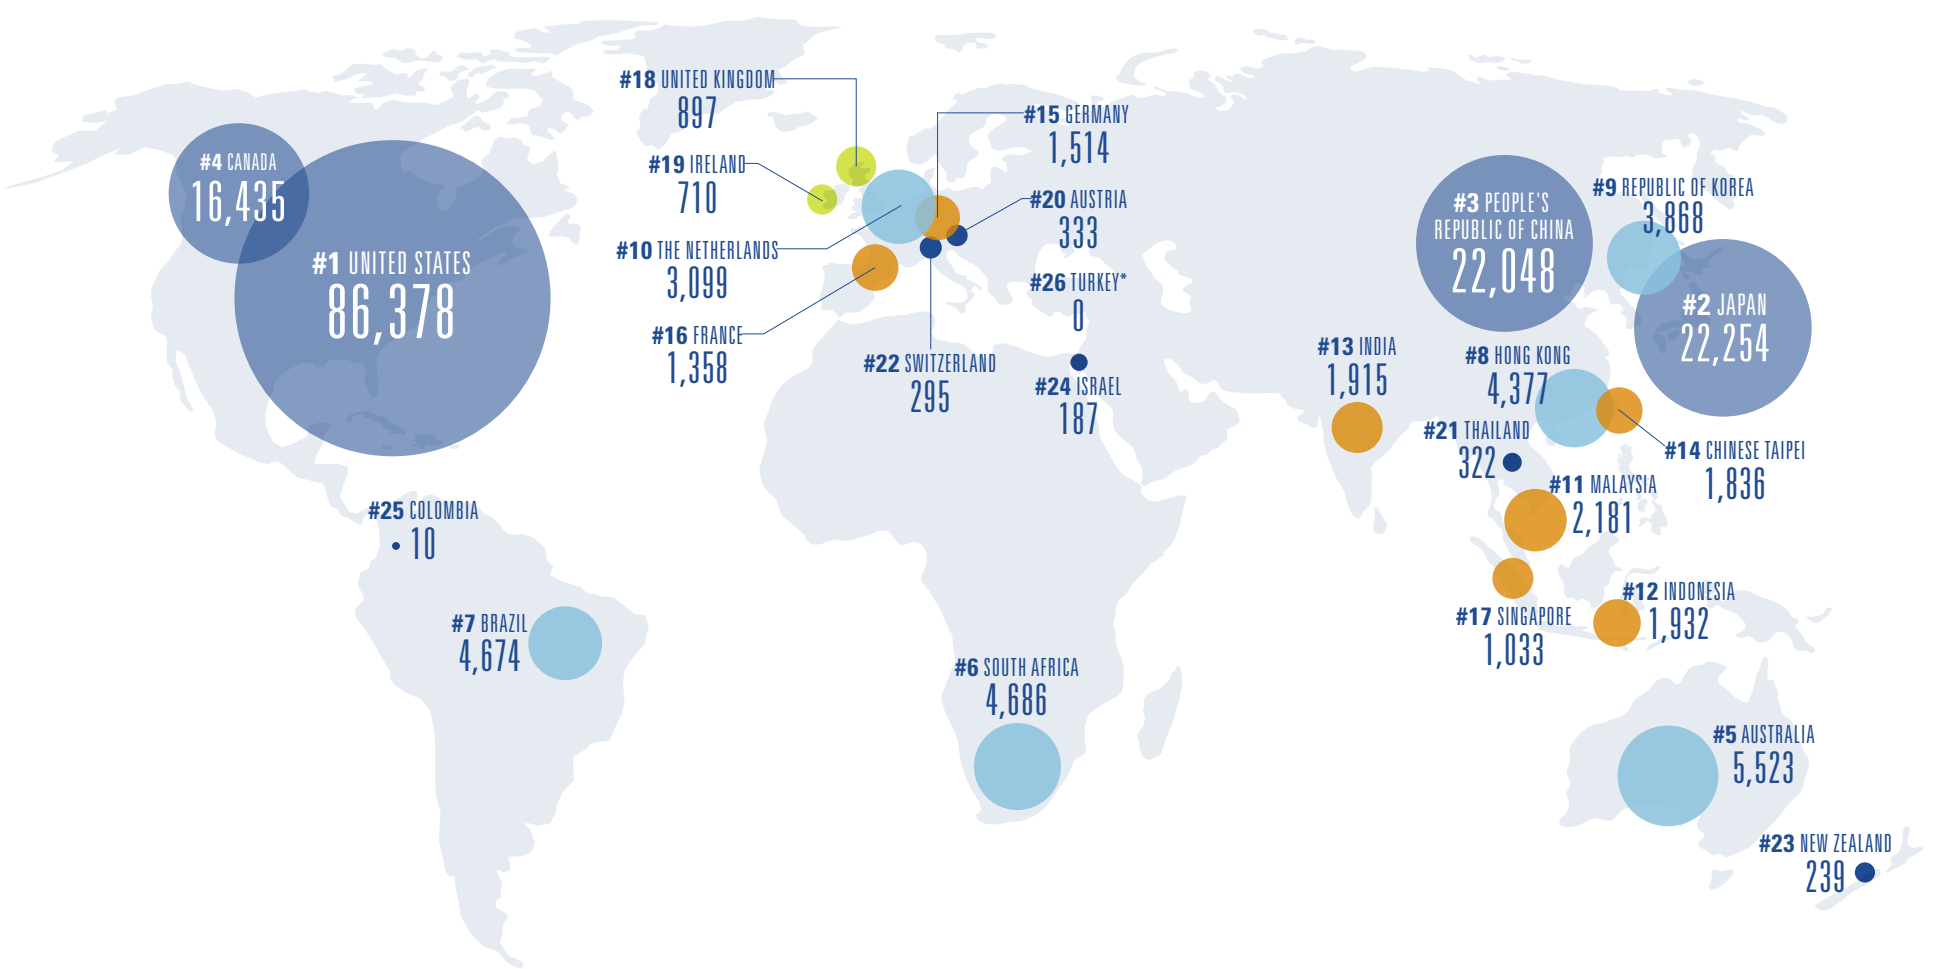 #18 UNITED KINGDOM
897
#19 IRELAND
710
#10 THE NETHERLANDS
3,099
#16 FRANCE
1,358
#15 GERMANY
1,514
#20 AUSTRIA
333
#26 TURKEY*
0
#22 SWITZERLAND
295
#24 ISRAEL
187
#4 CANADA
16,435
#1 UNITED STATES
86,378
#25 COLOMBIA
10
#7 BRAZIL
4,674
#6 SOUTH AFRICA
4,686
#3 PEOPLE'S
REPUBLIC OF CHINA
22,048
#9 REPUBLIC OF KOREA
3,868
#2 JAPAN
22,254
#13 INDIA
1,915
#8 HONG KONG
4,377
#21 THAILAND
322
#14 CHINESE TAIPEI
1,836
#11 MALAYSIA
2,181
#12 INDONESIA
1,932
#17 SINGAPORE
1,033
#5 AUSTRALIA
5,523
#23 NEW ZEALAND
239